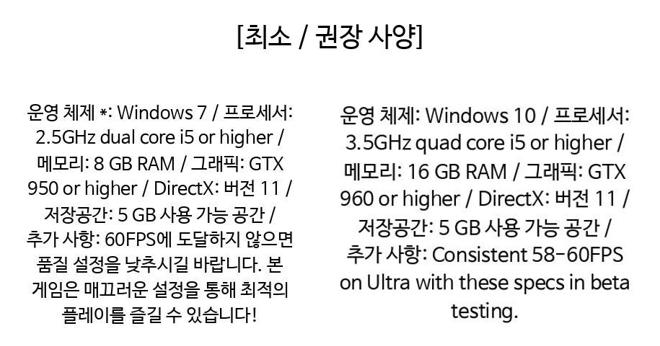 [최소 / 권장 사양]
운영 체제 *: Windows 7 / 프로세서:
2.5GHz dual core i5 or higher /
메모리: 8 GB RAM / 그래픽: GTX
950 or higher / DirectX: 버전 11 /
저장공간: 5 GB 사용 가능 공간 /
추가 사항: 60FPS에 도달하지 않으면
품질 설정을 낮추시길 바랍니다. 본
게임은 매끄러운 설정을 통해 최적의
플레이를 즐길 수 있습니다!
운영 체제: Windows 10 / 프로세서:
3.5GHz quad core i5 or higher /
메모리: 16 GB RAM / 그래픽: GTX
960 or higher / DirectX: 버전 11 /
저장공간: 5 GB 사용 가능 공간 /
추가 사항: Consistent 58-60FPS
on Ultra with these specs in beta
testing.